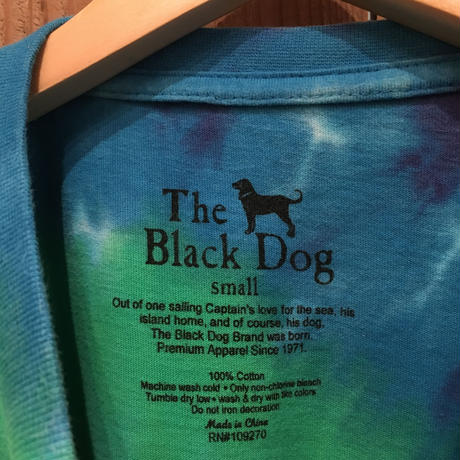 The
Black Dog
small
Out of one sailing Captain's love for the sea, his
island home, and of course, his dog,
The Black Dog Brand was born.
Premium Apparel Since 1971.
100% Cotton
Machine wash cold • Only non-chlorine bleach
Tumble dry low • wash & dry with like colors
Do not iron decoration
Made in China
RN#109270